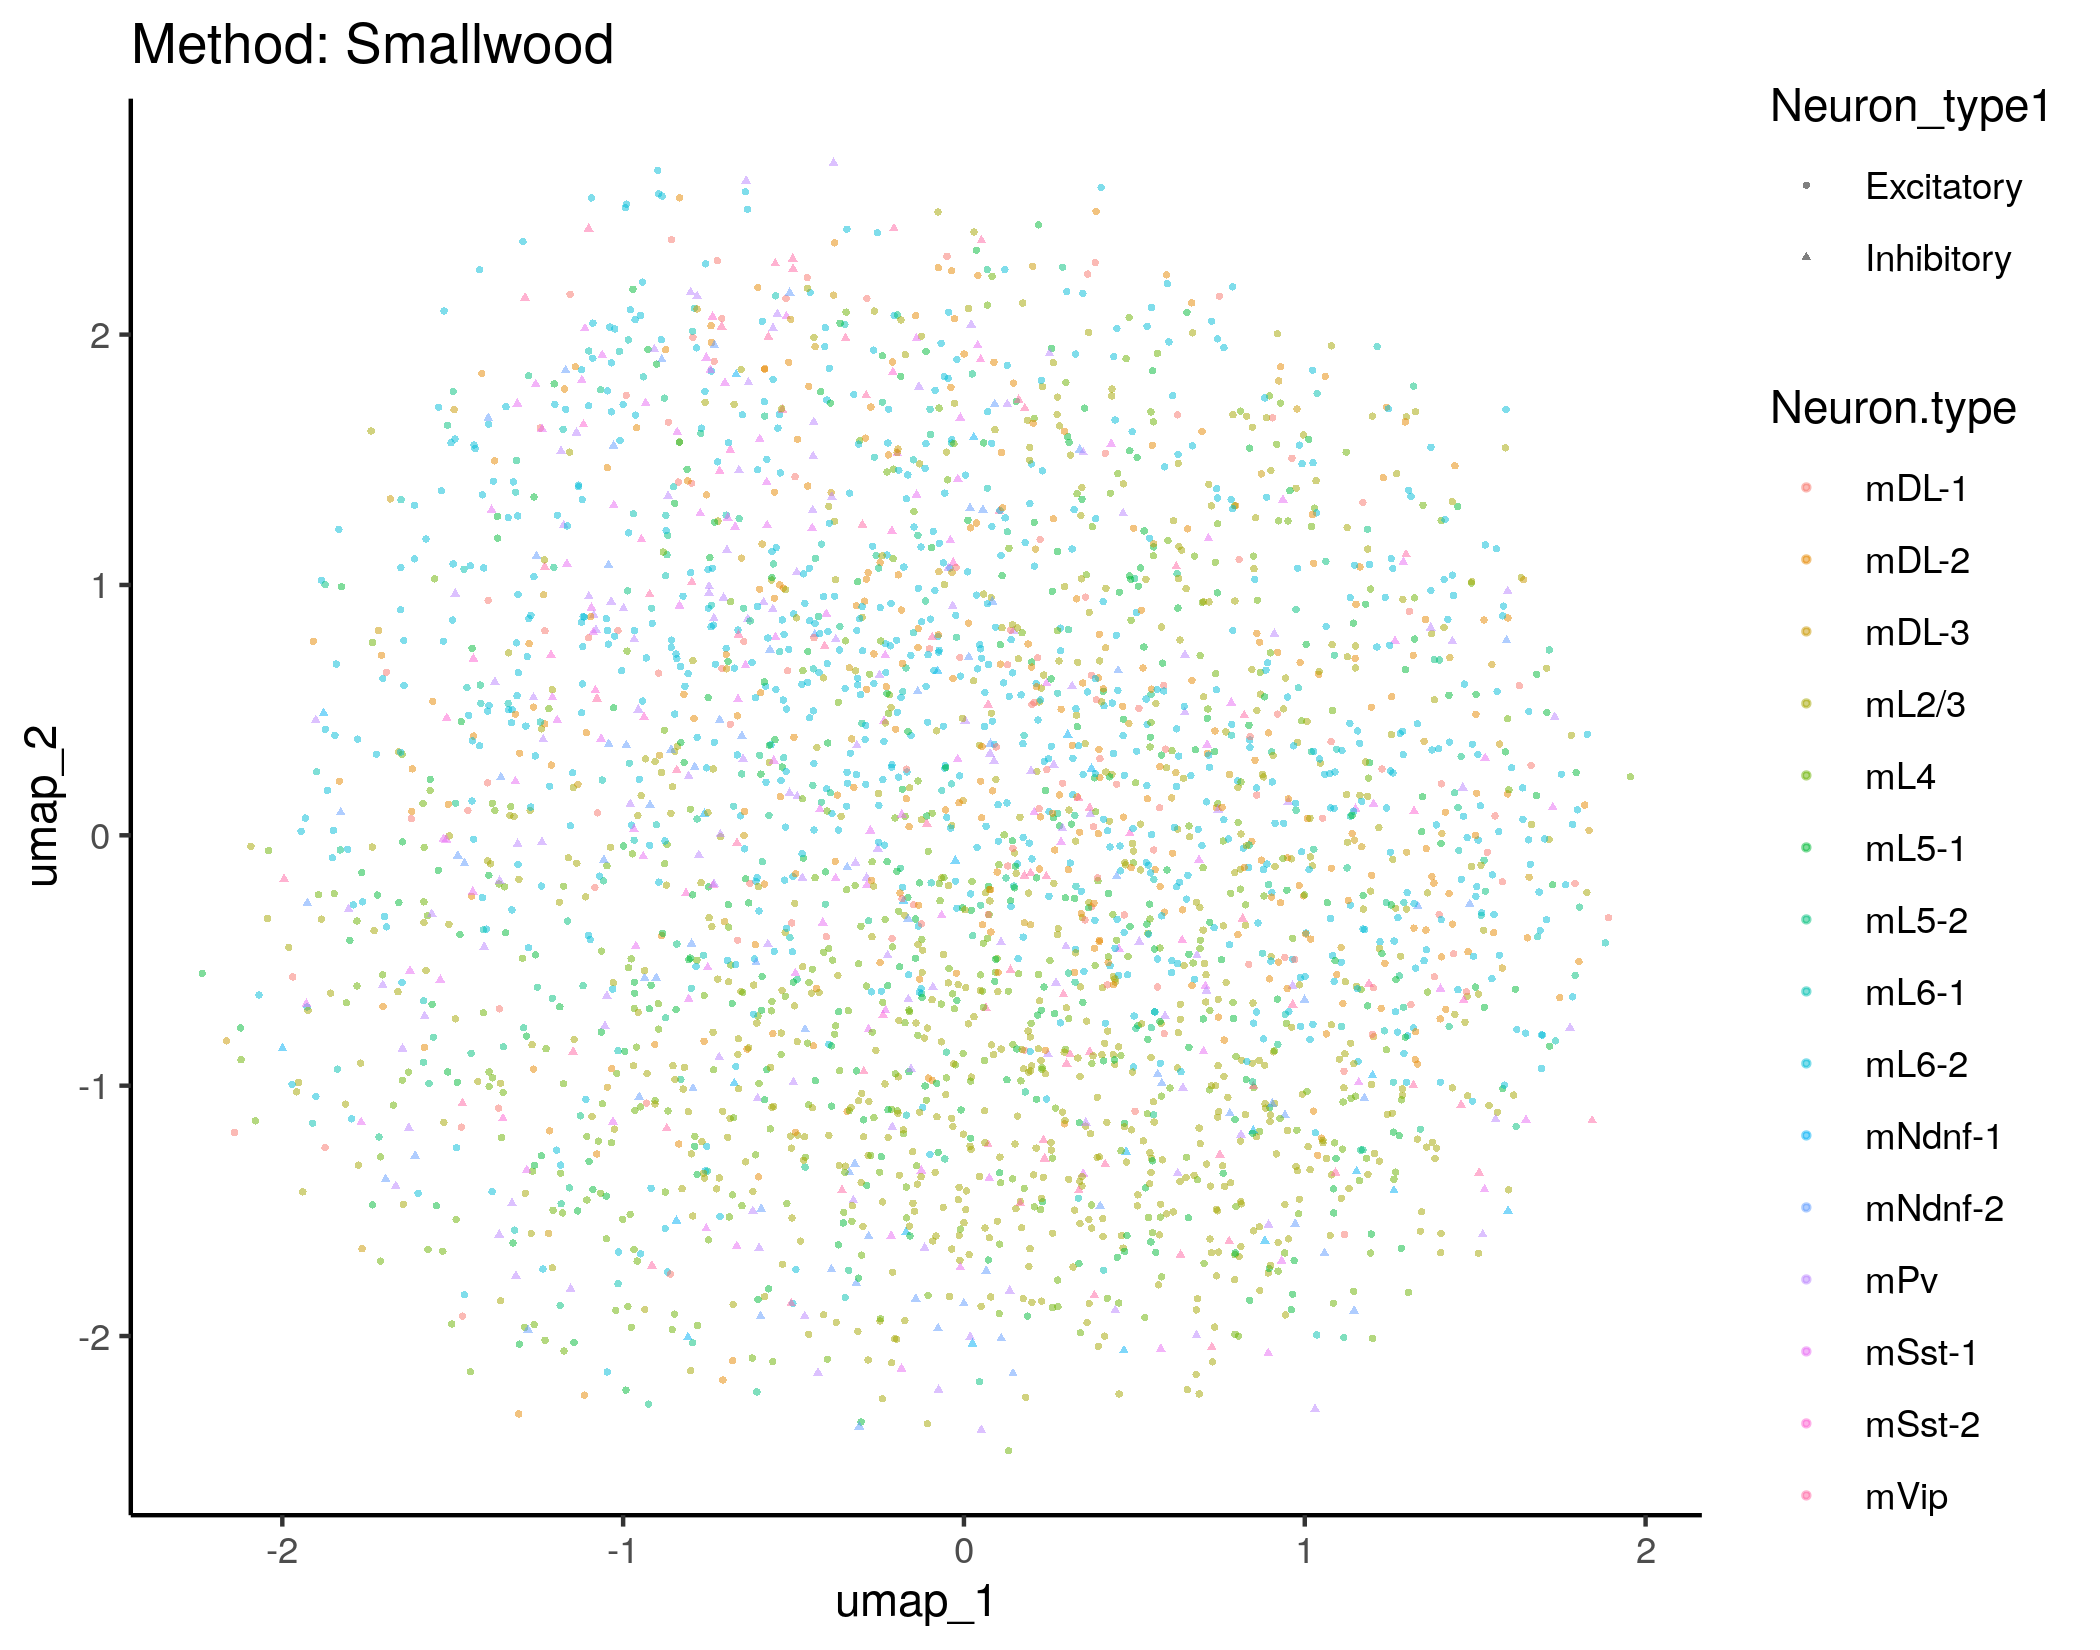 Method: Smallwood
umap_2
2
1
0
-1
-2
-2
-1
0
1
2
umap_1
Neuron_type1
Excitatory
Inhibitory
Neuron.type
mDL-1
mDL-2
mDL-3
mL2/3
mL4
mL5-1
mL5-2
mL6-1
mL6-2
mNdnf-1
mNdnf-2
mPv
mSst-1
mSst-2
mVip